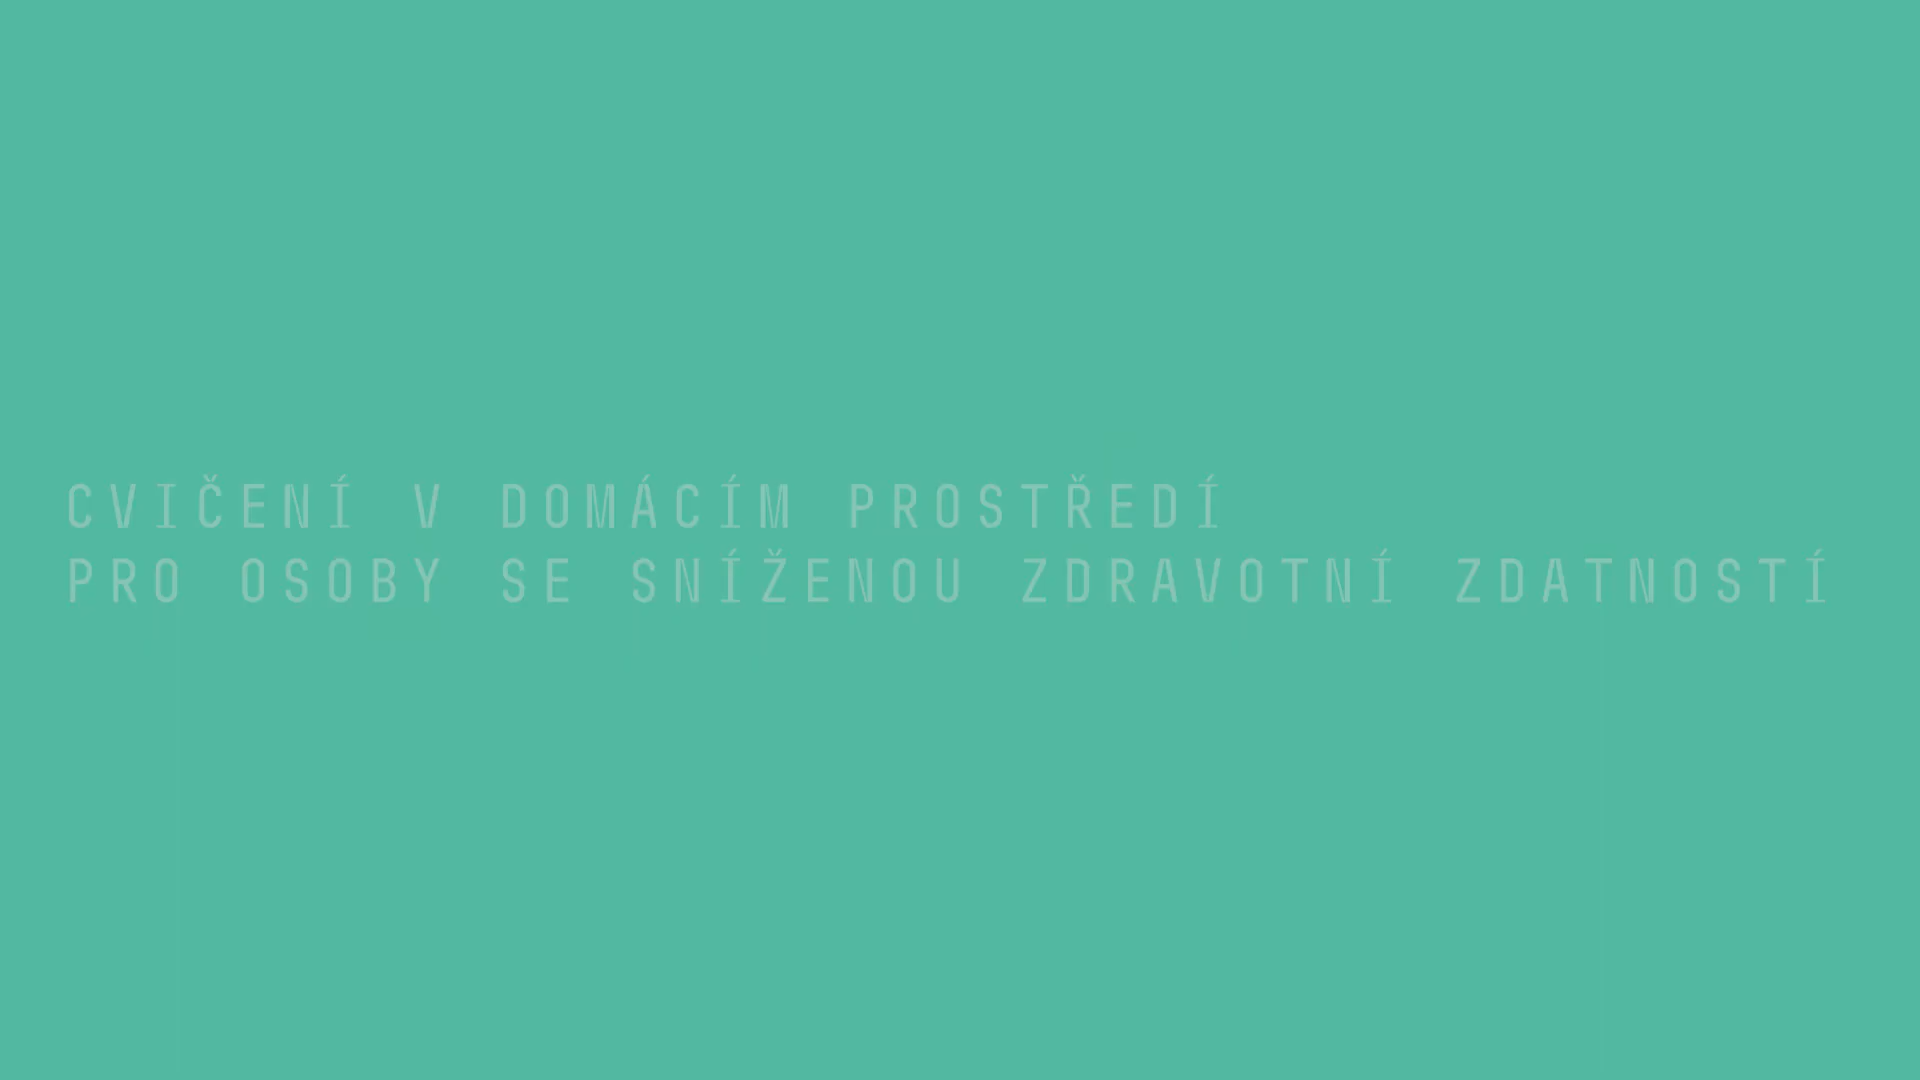 CVIČENÍ V DOMÁCÍM PROSTŘEDÍ
PRO OSOBY SE SNÍŽENOU ZDRAVOTNÍ ZDATNOSTÍ